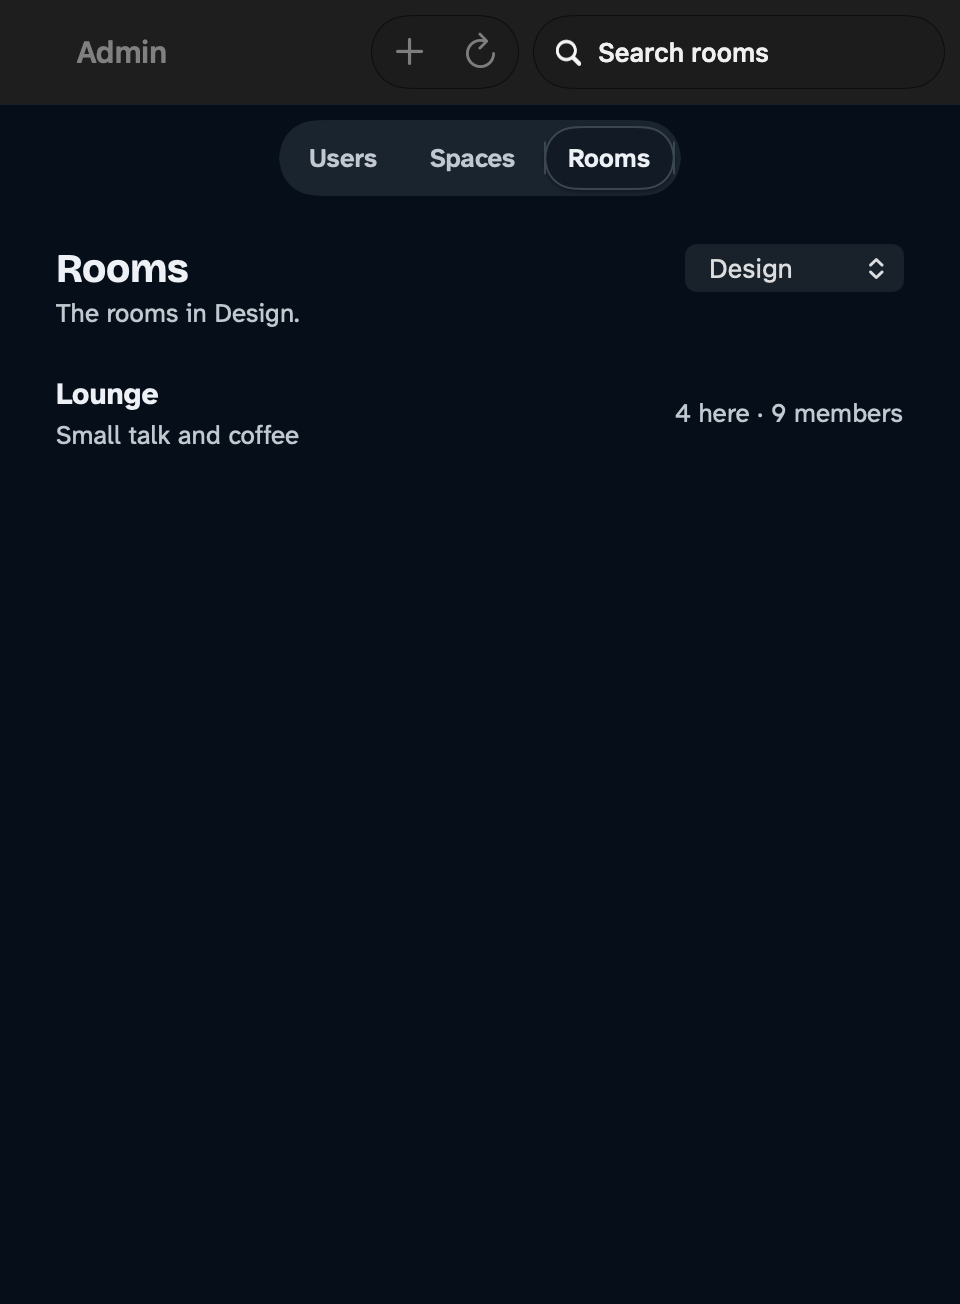 Admin
Search rooms
Users Spaces Rooms
Rooms
Design
The rooms in Design.
Lounge
4 here · 9 members
Small talk and coffee